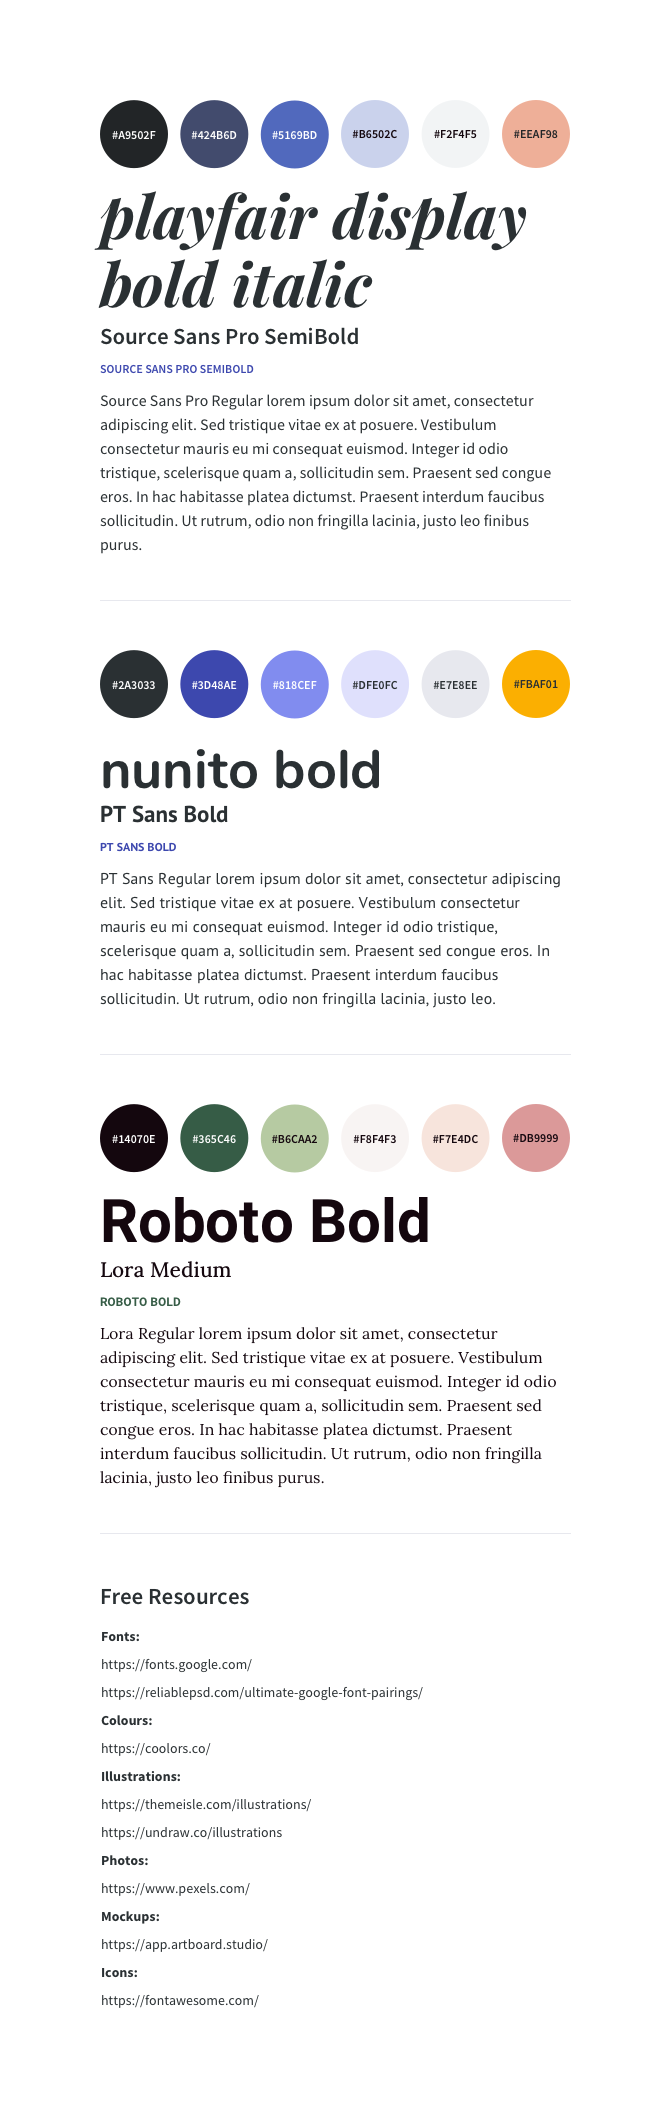 #A9502F #424B6D #5169BD #B6502C #F2F4F5 #EEAF98
playfair display
bold italic
Source Sans Pro SemiBold
SOURCE SANS PRO SEMIBOLD
Source Sans Pro Regular lorem ipsum dolor sit amet, consectetur
adipiscing elit. Sed tristique vitae ex at posuere. Vestibulum
consectetur mauris eu mi consequat euismod. Integer id odio
tristique, scelerisque quam a, sollicitudin sem. Praesent sed congue
eros. In hac habitasse platea dictumst. Praesent interdum faucibus
sollicitudin. Ut rutrum, odio non fringilla lacinia, justo leo finibus
purus.
#2A3033 #3D48AE #818CEF #DFE0FC #E7E8EE #FBAF01
nunito bold
PT Sans Bold
PT SANS BOLD
PT Sans Regular lorem ipsum dolor sit amet, consectetur adipiscing
elit. Sed tristique vitae ex at posuere. Vestibulum consectetur
mauris eu mi consequat euismod. Integer id odio tristique,
scelerisque quam a, sollicitudin sem. Praesent sed congue eros. In
hac habitasse platea dictumst. Praesent interdum faucibus
sollicitudin. Ut rutrum, odio non fringilla lacinia, justo leo.
#14070E #365C46 #B6CAA2 #F8F4F3 #F7E4DC #DB9999
Roboto Bold
Lora Medium
ROBOTO BOLD
Lora Regular lorem ipsum dolor sit amet, consectetur
adipiscing elit. Sed tristique vitae ex at posuere. Vestibulum
consectetur mauris eu mi consequat euismod. Integer id odio
tristique, scelerisque quam a, sollicitudin sem. Praesent sed
congue eros. In hac habitasse platea dictumst. Praesent
interdum faucibus sollicitudin. Ut rutrum, odio non fringilla
lacinia, justo leo finibus purus.
Free Resources
Fonts:
https://fonts.google.com/
https://reliablepsd.com/ultimate-google-font-pairings/
Colours:
https://coolors.co/
Illustrations:
https://themeisle.com/illustrations/
https://undraw.co/illustrations
Photos:
https://www.pexels.com/
Mockups:
https://app.artboard.studio/
Icons:
https://fontawesome.com/